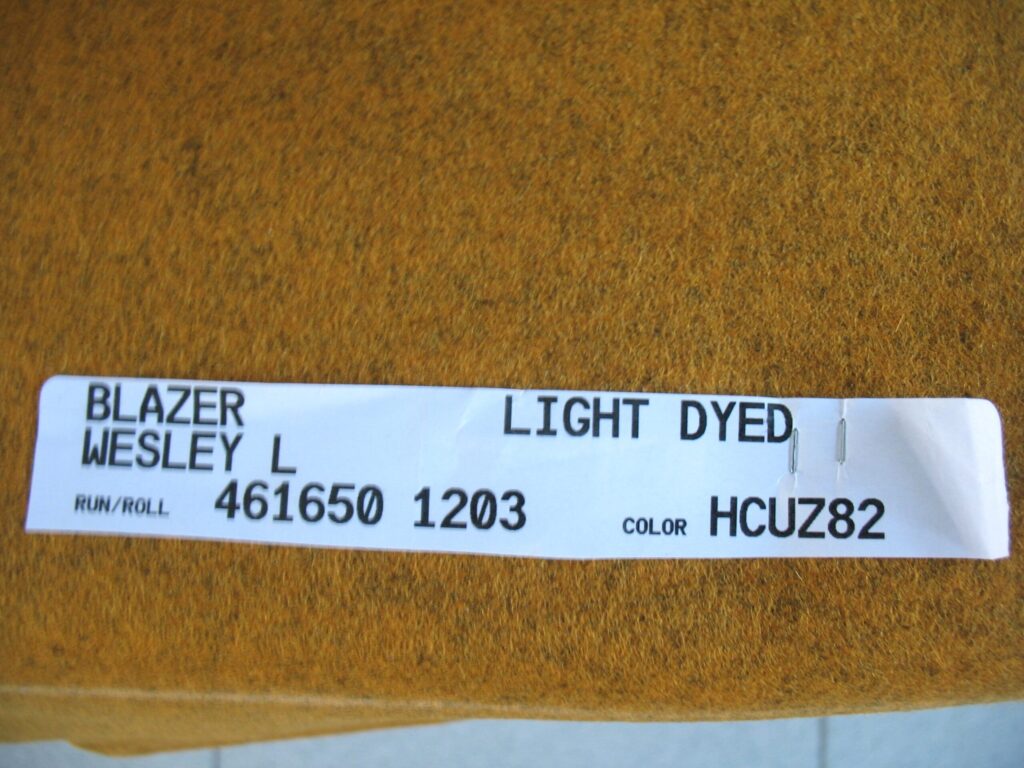 BLAZER LIGHT DYED
WESLEY L
RUN/ROLL 461650 1203 COLOR HCUZ82